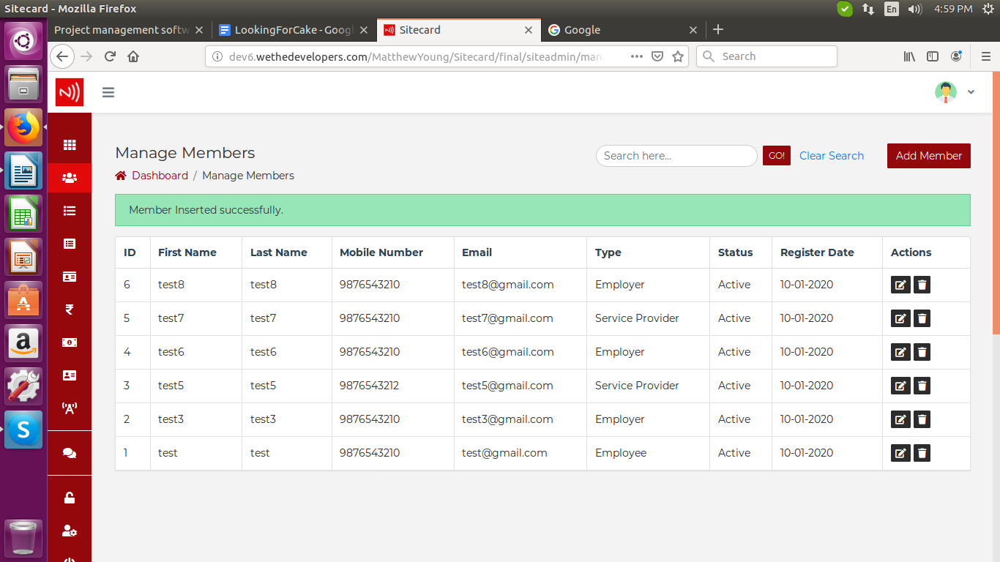 Sitecard - Mozilla Firefox
En
4:59 PM
Project management softw
LookingForCake - Googl
Sitecard
Google
dev6.wethedevelopers.com/MatthewYoung/Sitecard/final/siteadmin/man
Search
Manage Members
Search here...
GO!
Clear Search
Add Member
Dashboard / Manage Members
Member Inserted successfully.
ID First Name Last Name Mobile Number Email Type Status Register Date Actions
6 test8 test8 9876543210 test8@gmail.com Employer Active 10-01-2020
5 test7 test7 9876543210 test7@gmail.com Service Provider Active 10-01-2020
4 test6 test6 9876543210 test6@gmail.com Employer Active 10-01-2020
3 test5 test5 9876543212 test5@gmail.com Service Provider Active 10-01-2020
2 test3 test3 9876543210 test3@gmail.com Employer Active 10-01-2020
1 test test 9876543210 test@gmail.com Employee Active 10-01-2020